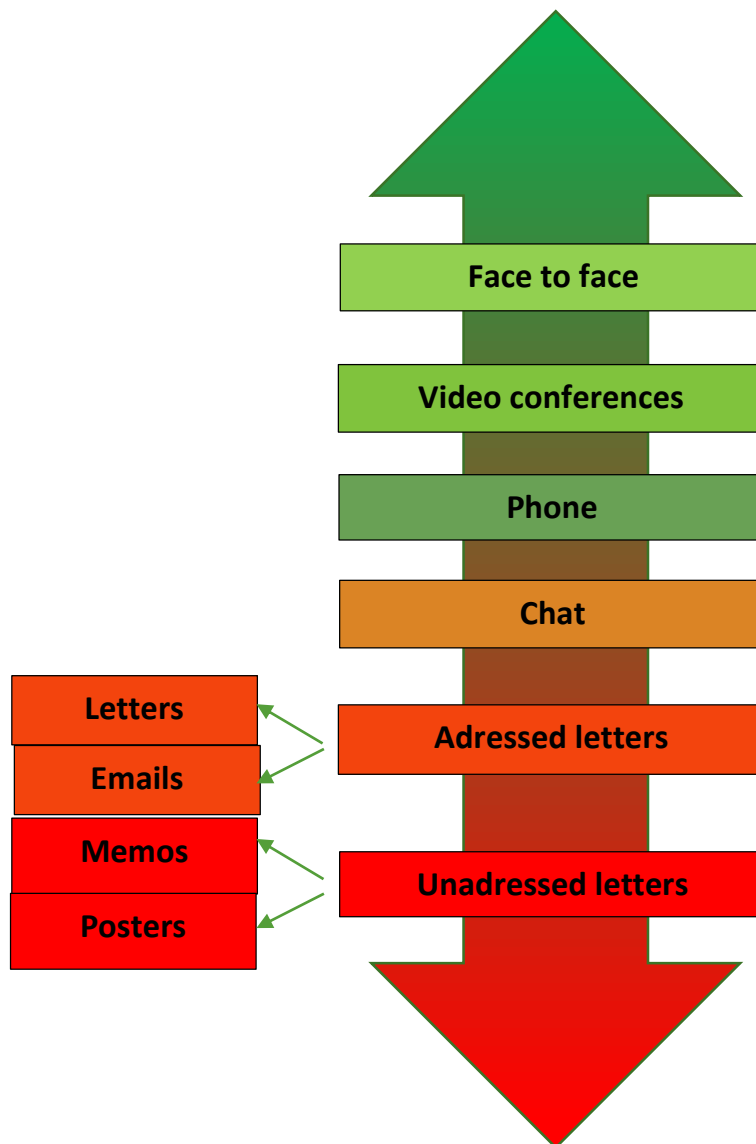 Face to face
Video conferences
Phone
Chat
Letters
Adressed letters
Emails
Memos
Unadressed letters
Posters